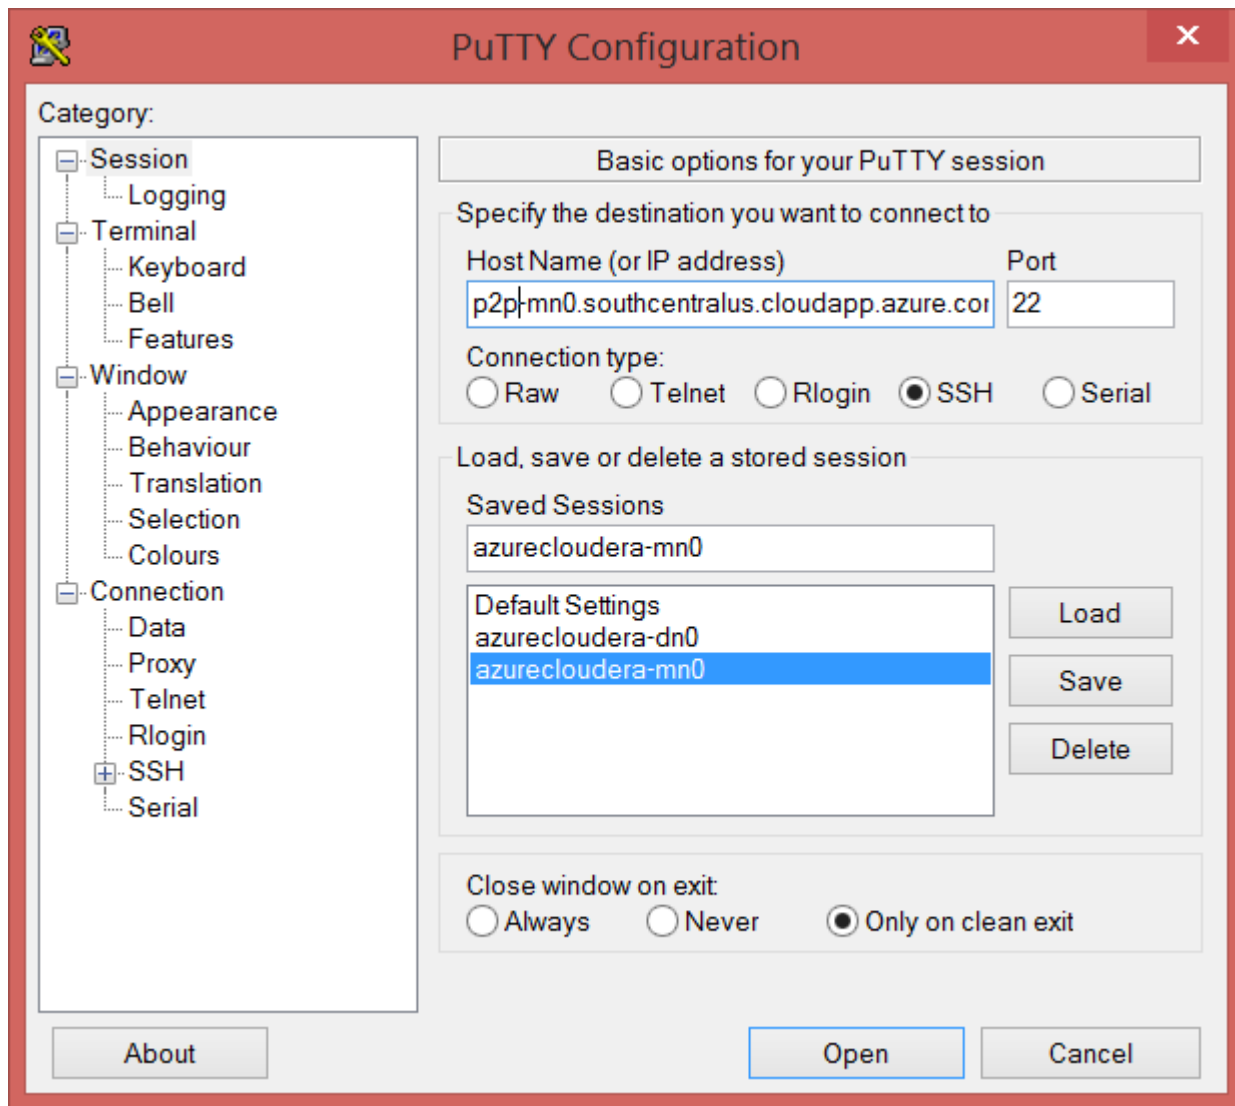 PuTTY Configuration
Category:
Session
Logging
Terminal
Keyboard
Bell
Features
Window
Appearance
Behaviour
Translation
Selection
Colours
Connection
Data
Proxy
Telnet
Rlogin
SSH
Serial
Basic options for your PuTTY session
Specify the destination you want to connect to
Host Name (or IP address) Port
p2p-mn0.southcentralus.cloudapp.azure.com 22
Connection type:
Raw Telnet Rlogin SSH Serial
Load, save or delete a stored session
Saved Sessions
azurecloudera-mn0
Default Settings
azurecloudera-dn0
azurecloudera-mn0
Load
Save
Delete
Close window on exit:
Always Never Only on clean exit
About Open Cancel